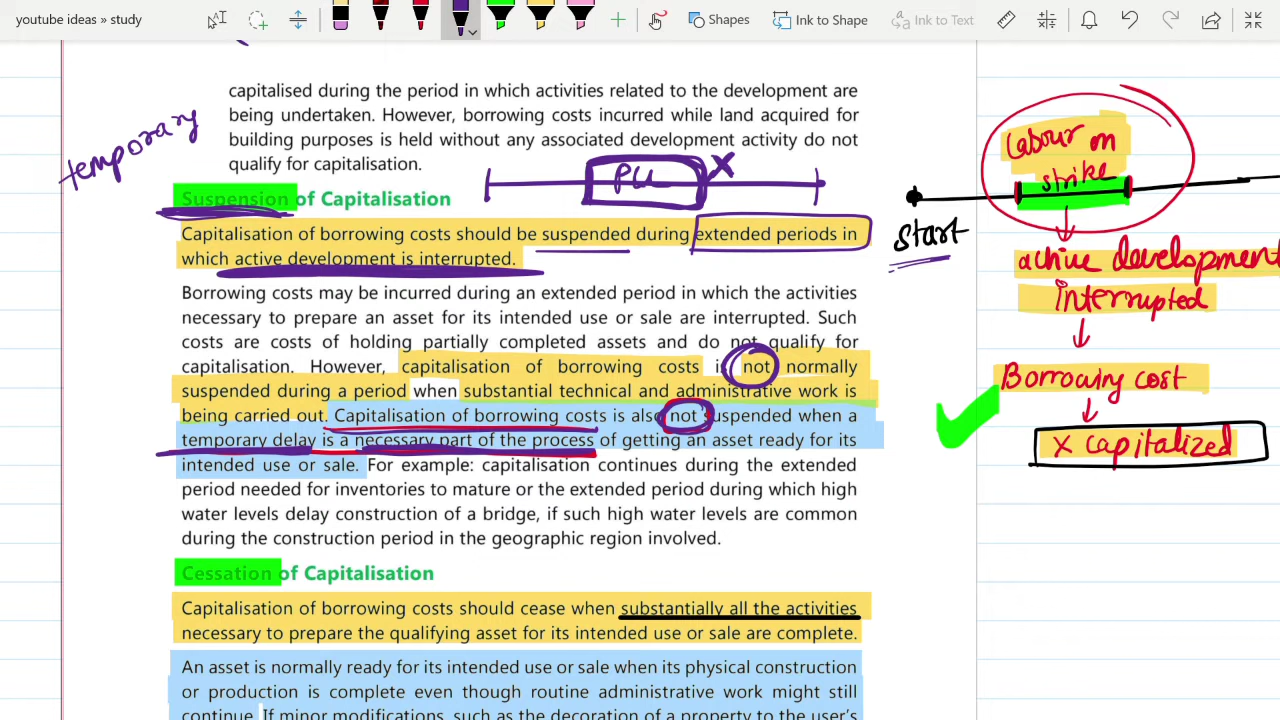 youtube ideas » study
Shapes
Ink to Shape
Ink to Text
capitalised during the period in which activities related to the development are
being undertaken. However, borrowing costs incurred while land acquired for
building purposes is held without any associated development activity do not
qualify for capitalisation.
temporary
Suspension of Capitalisation
X
Capitalisation of borrowing costs should be suspended during extended periods in
which active development is interrupted.
Borrowing costs may be incurred during an extended period in which the activities
necessary to prepare an asset for its intended use or sale are interrupted. Such
costs are costs of holding partially completed assets and do not qualify for
capitalisation. However, capitalisation of borrowing costs is not normally
suspended during a period when substantial technical and administrative work is
being carried out. Capitalisation of borrowing costs is also not suspended when a
temporary delay is a necessary part of the process of getting an asset ready for its
intended use or sale. For example: capitalisation continues during the extended
period needed for inventories to mature or the extended period during which high
water levels delay construction of a bridge, if such high water levels are common
during the construction period in the geographic region involved.
Cessation of Capitalisation
Capitalisation of borrowing costs should cease when substantially all the activities
necessary to prepare the qualifying asset for its intended use or sale are complete.
An asset is normally ready for its intended use or sale when its physical construction
or production is complete even though routine administrative work might still
continue. If minor modifications, such as the decoration of a property to the user's
Labour on
strike
start
active development
Interrupted
Borrowing cost
X capitalized